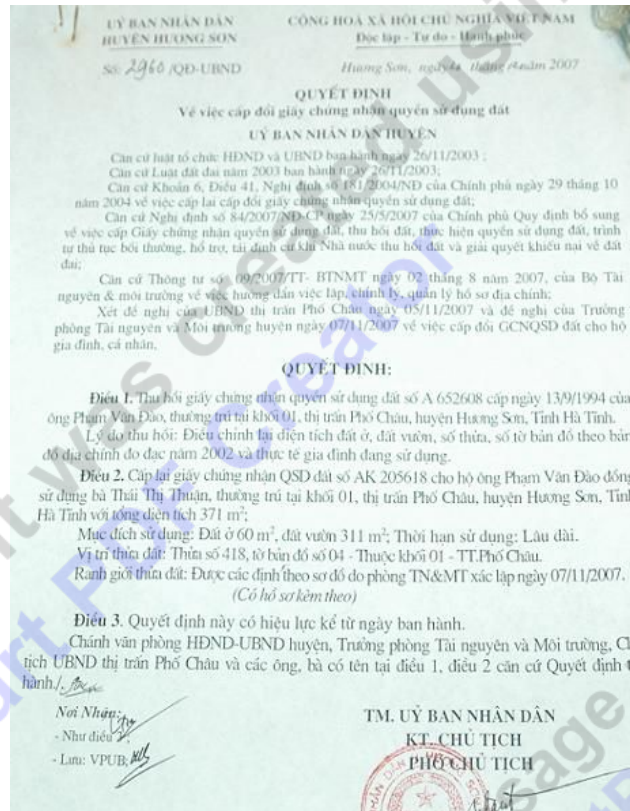 UỶ BAN NHÂN DÂN
HUYỆN HƯƠNG SƠN
CỘNG HOÀ XÃ HỘI CHỦ NGHĨA VIỆT NAM
Độc lập - Tự do - Hạnh phúc
Số: 2960 /QĐ-UBND
Hương Sơn, ngày tháng năm 2007
QUYẾT ĐỊNH
Về việc cấp đổi giấy chứng nhận quyền sử dụng đất
UỶ BAN NHÂN DÂN HUYỆN
Căn cứ luật tổ chức HĐND và UBND ban hành ngày 26/11/2003 ;
Căn cứ Luật đất đai năm 2003 ban hành ngày 26/11/2003;
Căn cứ Khoản 6, Điều 41, Nghị định số 181/2004/NĐ của Chính phủ ngày 29 tháng 10
năm 2004 về việc cấp lại cấp đổi giấy chứng nhận quyền sử dụng đất;
Căn cứ Nghị định số 84/2007/NĐ-CP ngày 25/5/2007 của Chính phủ Quy định bổ sung
về việc cấp Giấy chứng nhận quyền sử dụng đất, thu hồi đất, thực hiện quyền sử dụng đất, trình
tự thủ tục bồi thường, hỗ trợ, tái định cư khi Nhà nước thu hồi đất và giải quyết khiếu nại về đất
đai;
Căn cứ Thông tư số: 09/2007/TT- BTNMT ngày 02 tháng 8 năm 2007, của Bộ Tài
nguyên & môi trường về việc hướng dẫn việc lập, chỉnh lý, quản lý hồ sơ địa chính;
Xét đề nghị của UBND thị trấn Phố Châu ngày 05/11/2007 và đề nghị của Trưởng
phòng Tài nguyên và Môi trường huyện ngày 07/11/2007 về việc cấp đổi GCNQSD đất cho hộ
gia đình, cá nhân.
QUYẾT ĐỊNH:
Điều 1. Thu hồi giấy chứng nhận quyền sử dụng đất số A 652608 cấp ngày 13/9/1994 của
ông Phạm Văn Đào, thường trú tại khối 01, thị trấn Phố Châu, huyện Hương Sơn, Tỉnh Hà Tĩnh.
Lý do thu hồi: Điều chỉnh lại diện tích đất ở, đất vườn, số thửa, số tờ bản đồ theo bản
đồ địa chính đo đạc năm 2002 và thực tế gia đình đang sử dụng.
Điều 2. Cấp lại giấy chứng nhận QSD đất số AK 205618 cho hộ ông Phạm Văn Đào đồng
sử dụng bà Thái Thị Thuận, thường trú tại khối 01, thị trấn Phố Châu, huyện Hương Sơn, Tỉnh
Hà Tĩnh với tổng diện tích 371 m²;
Mục đích sử dụng: Đất ở 60 m², đất vườn 311 m²; Thời hạn sử dụng: Lâu dài.
Vị trí thửa đất: Thửa số 418, tờ bản đồ số 04 - Thuộc khối 01 - TT.Phố Châu.
Ranh giới thửa đất: Được các định theo sơ đồ do phòng TN&MT xác lập ngày 07/11/2007.
(Có hồ sơ kèm theo)
Điều 3. Quyết định này có hiệu lực kể từ ngày ban hành.
Chánh văn phòng HĐND-UBND huyện, Trưởng phòng Tài nguyên và Môi trường, C
tịch UBND thị trấn Phố Châu và các ông, bà có tên tại điều 1, điều 2 căn cứ Quyết định t
hành./.
Nơi Nhận:
- Như điều
- Lưu: VPUB;
TM. UỶ BAN NHÂN DÂN
KT. CHỦ TỊCH
PHÓ CHỦ TỊCH